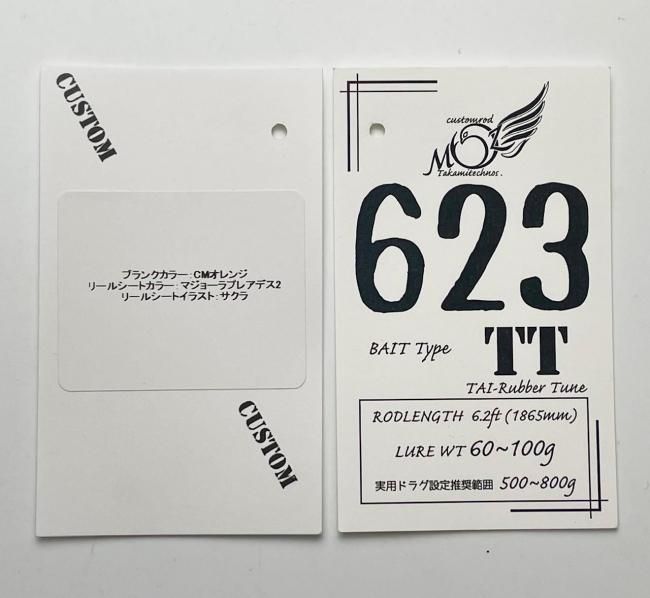 CUSTOM
ブランクカラー:CMオレンジ
リールシートカラー:マジョーラプレアデス2
リールシートイラスト:サクラ
CUSTOM
customrod
Takamitechnos.
623
BAIT Type
TT
TAI-Rubber Tune
RODLENGTH 6.2ft (1865mm)
LURE WT 60~100g
実用ドラグ設定推奨範囲 500~800g